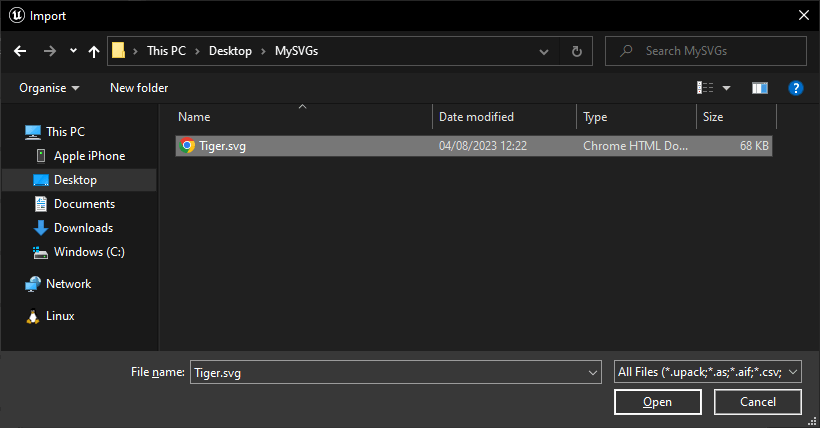 Import
This PC > Desktop > MySVGs
Search MySVGs
Organise
New folder
Name
Date modified
Type
Size
This PC
Apple iPhone
Desktop
Documents
Downloads
Windows (C:)
Network
Linux
Tiger.svg
04/08/2023 12:22
Chrome HTML Do...
68 KB
File name:
Tiger.svg
All Files (*.upack;*.as;*.aif;*.csv;
Open
Cancel